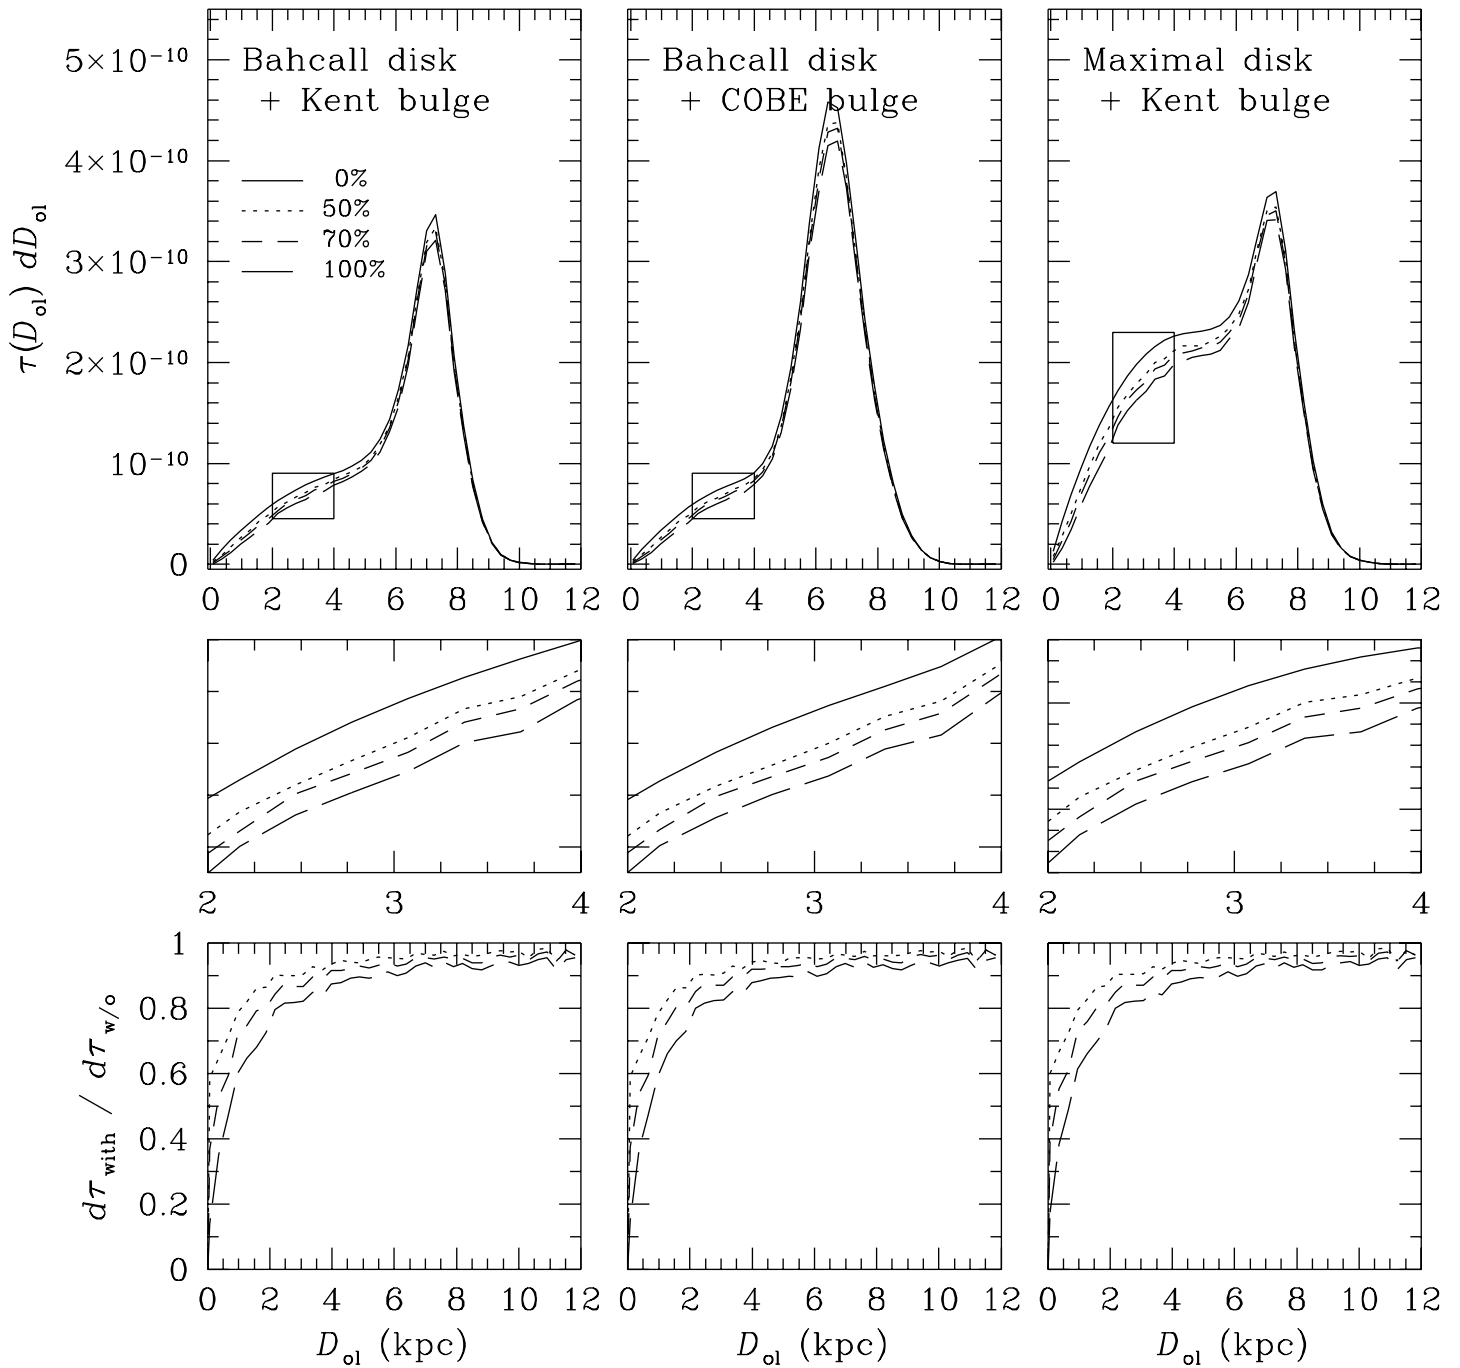 Bahcall disk
+ Kent bulge
Bahcall disk
+ COBE bulge
Maximal disk
+ Kent bulge
0%
50%
70%
100%
τ(D_ol) dD_ol
5×10⁻¹⁰
4×10⁻¹⁰
3×10⁻¹⁰
2×10⁻¹⁰
10⁻¹⁰
0
0 2 4 6 8 10 12
0 2 4 6 8 10 12
0 2 4 6 8 10 12
2 3 4
2 3 4
2 3 4
dτ_with / dτ_w/o
1
0.8
0.6
0.4
0.2
0
0 2 4 6 8 10 12
0 2 4 6 8 10 12
0 2 4 6 8 10 12
D_ol (kpc)
D_ol (kpc)
D_ol (kpc)